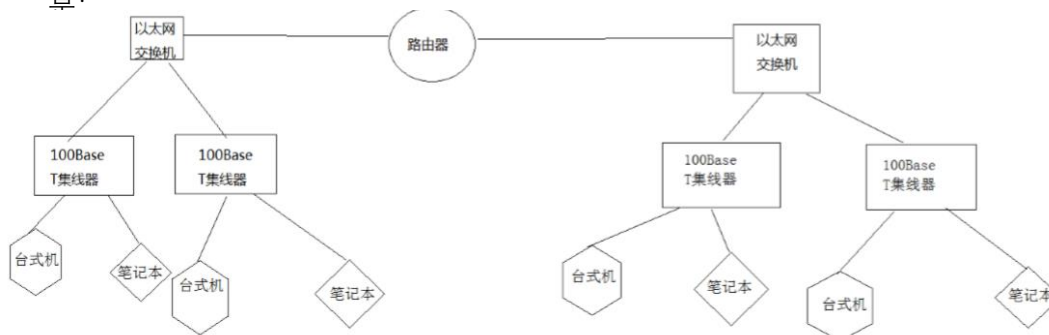 以太网
交换机
路由器
以太网
交换机
100Base
T集线器
100Base
T集线器
100Base
T集线器
100Base
T集线器
台式机
笔记本
台式机
笔记本
台式机
笔记本
台式机
笔记本